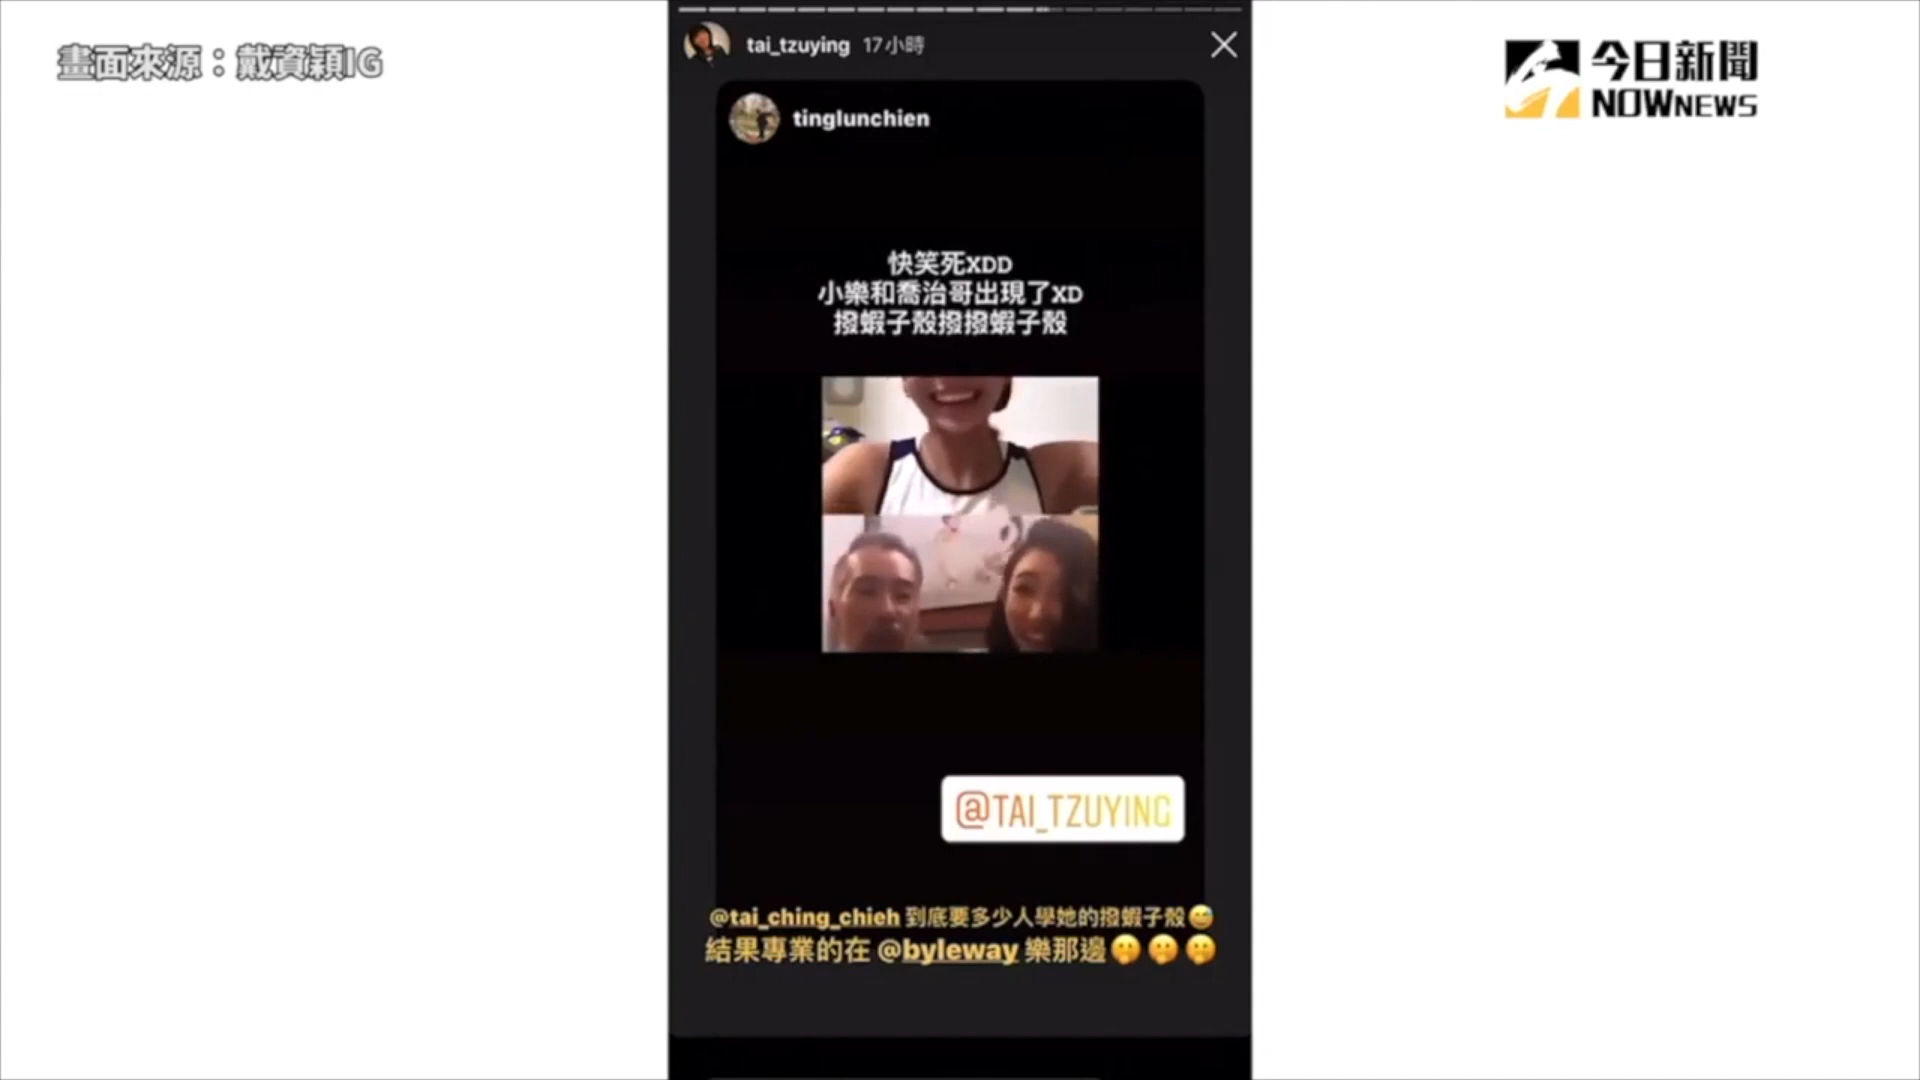 畫面來源：戴資穎IG
tai_tzuying 17小時
今日新聞
NOWNEWS
tinglunchien
快笑死XDD
小樂和喬治哥出現了XD
撥蝦子殼撥撥蝦子殼
@TAI_TZUYING
@tai_ching_chieh 到底要多少人學她的撥蝦子殼😅
結果專業的在 @byleway 樂那邊🤭🤭🤭